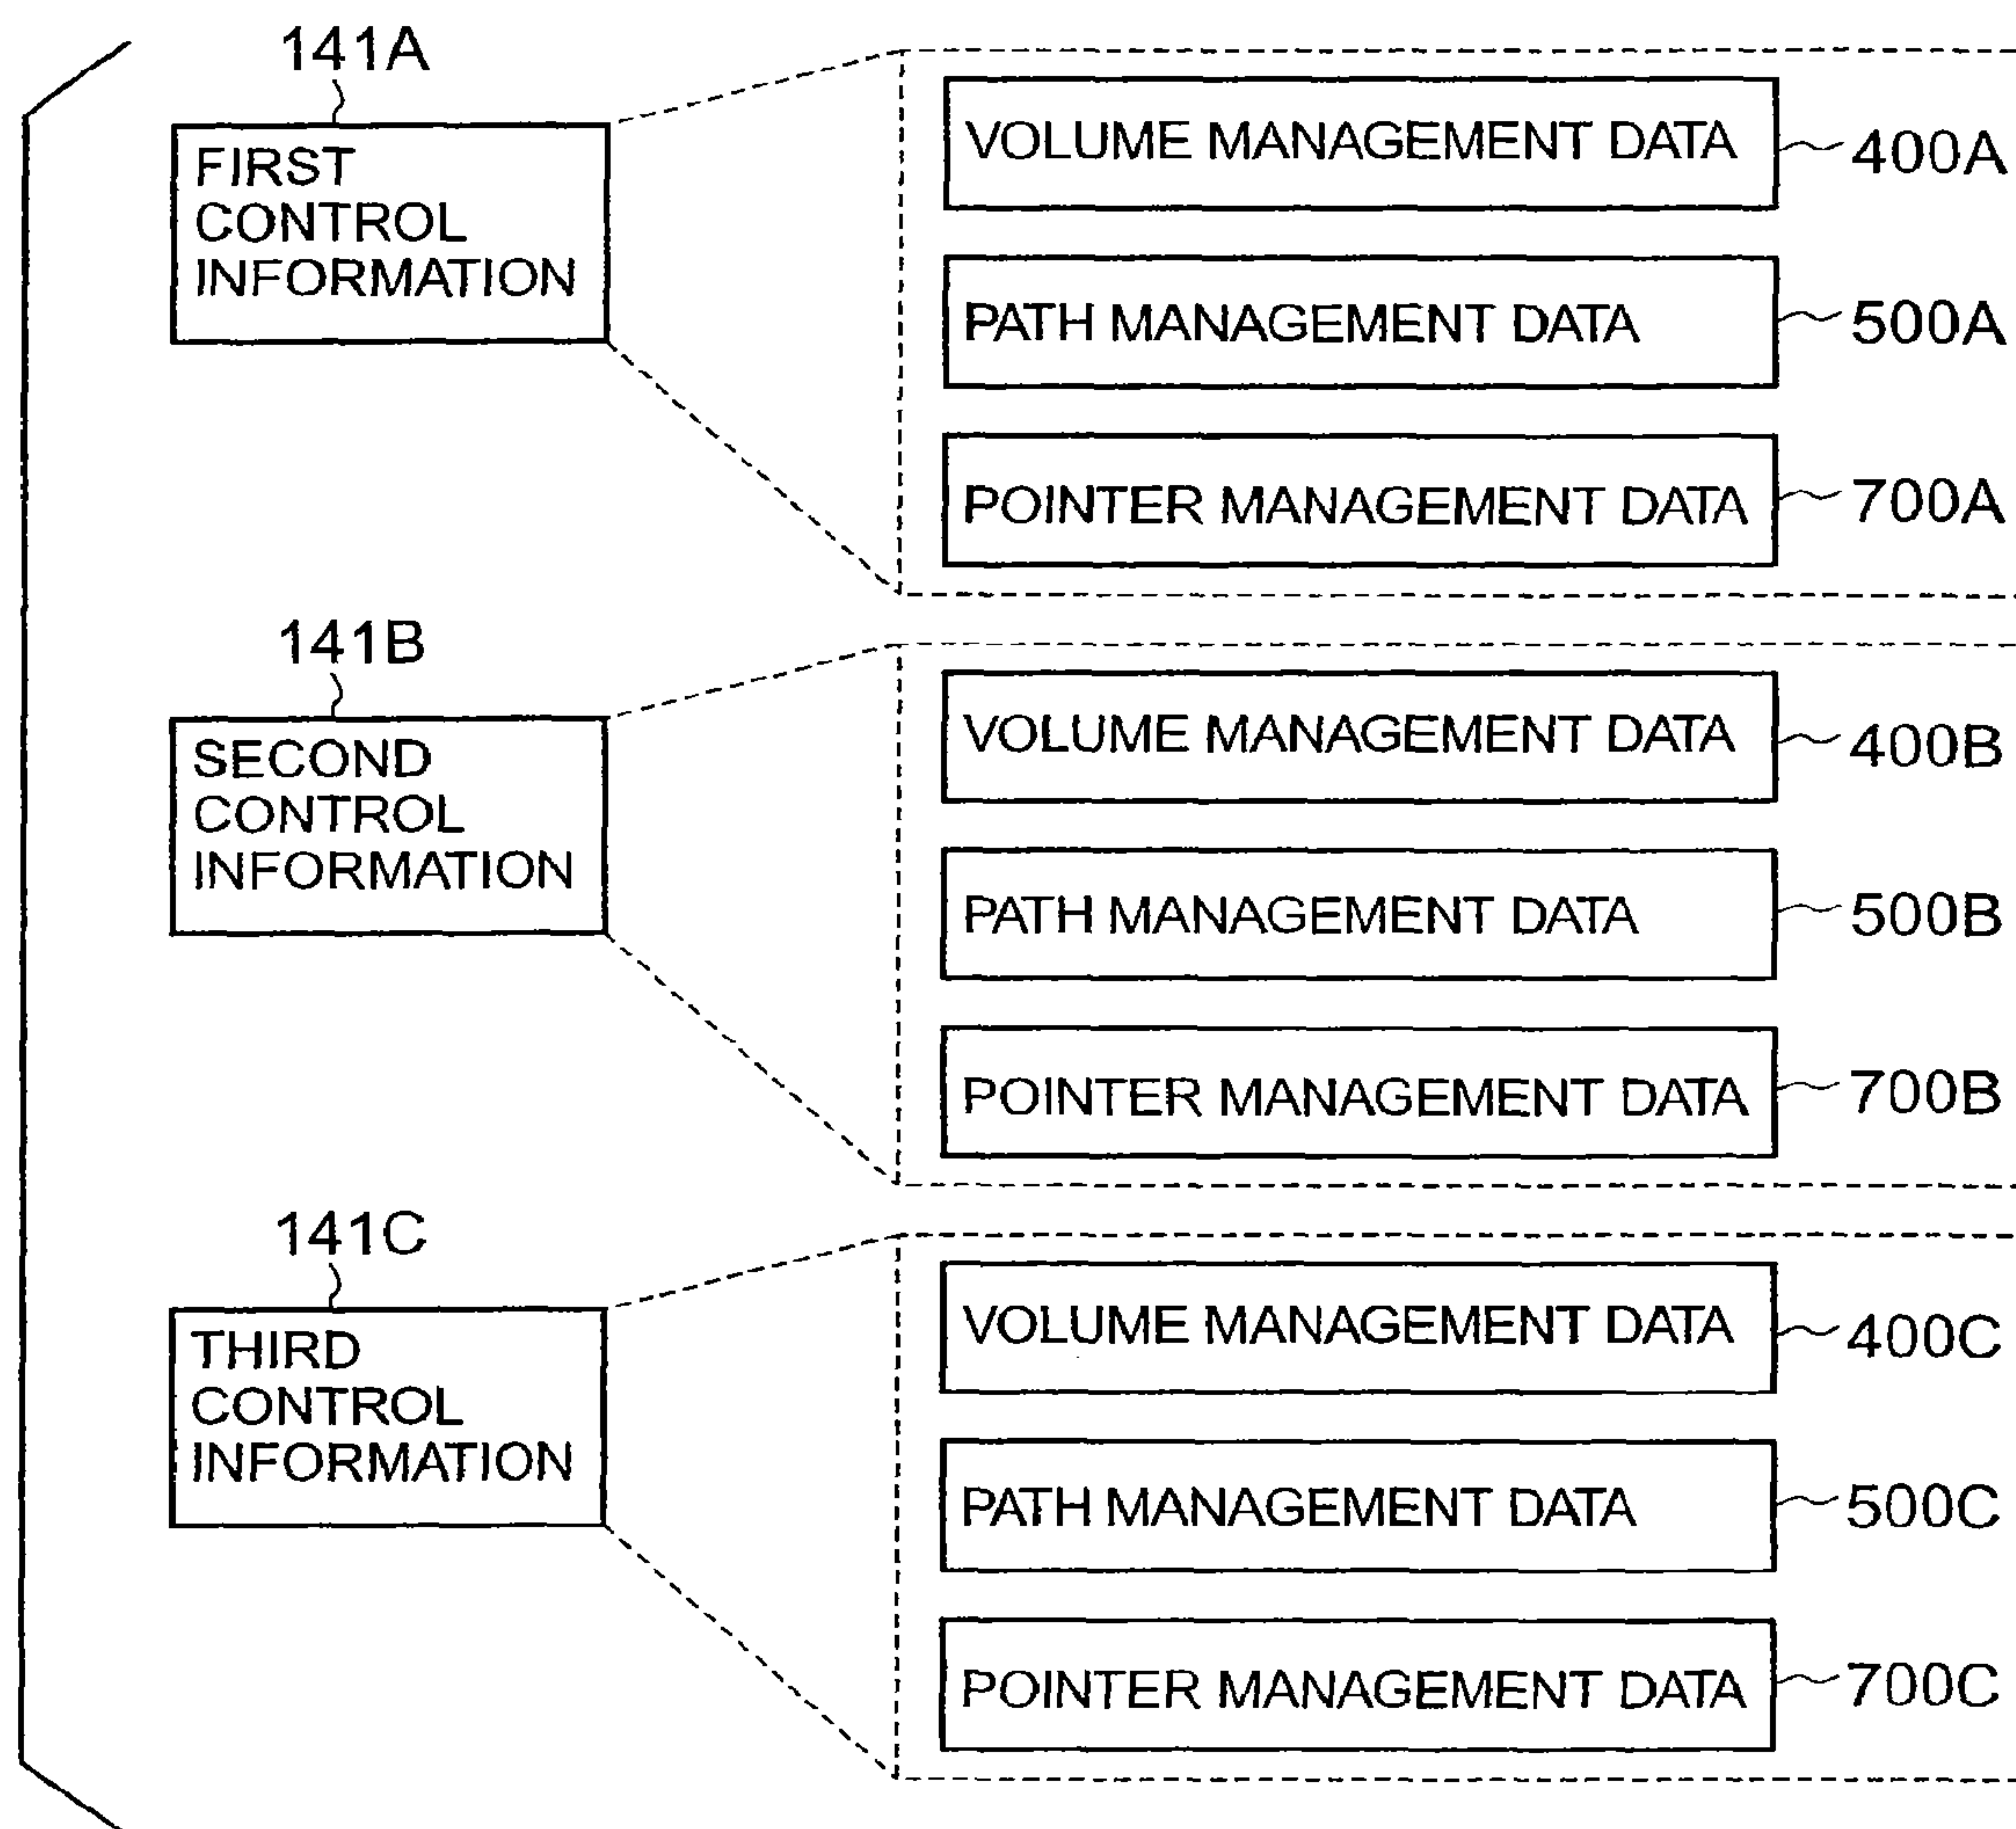 141A
FIRST
CONTROL
INFORMATION
VOLUME MANAGEMENT DATA 400A
PATH MANAGEMENT DATA 500A
POINTER MANAGEMENT DATA 700A
141B
SECOND
CONTROL
INFORMATION
VOLUME MANAGEMENT DATA 400B
PATH MANAGEMENT DATA 500B
POINTER MANAGEMENT DATA 700B
141C
THIRD
CONTROL
INFORMATION
VOLUME MANAGEMENT DATA 400C
PATH MANAGEMENT DATA 500C
POINTER MANAGEMENT DATA 700C